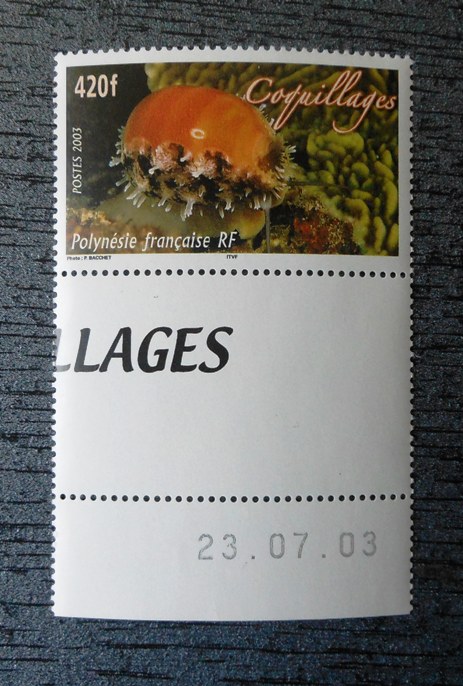 420f
Coquillages
POSTES 2003
Polynésie française RF
Photo : P. BACCHET ITVF
LLAGES
23.07.03